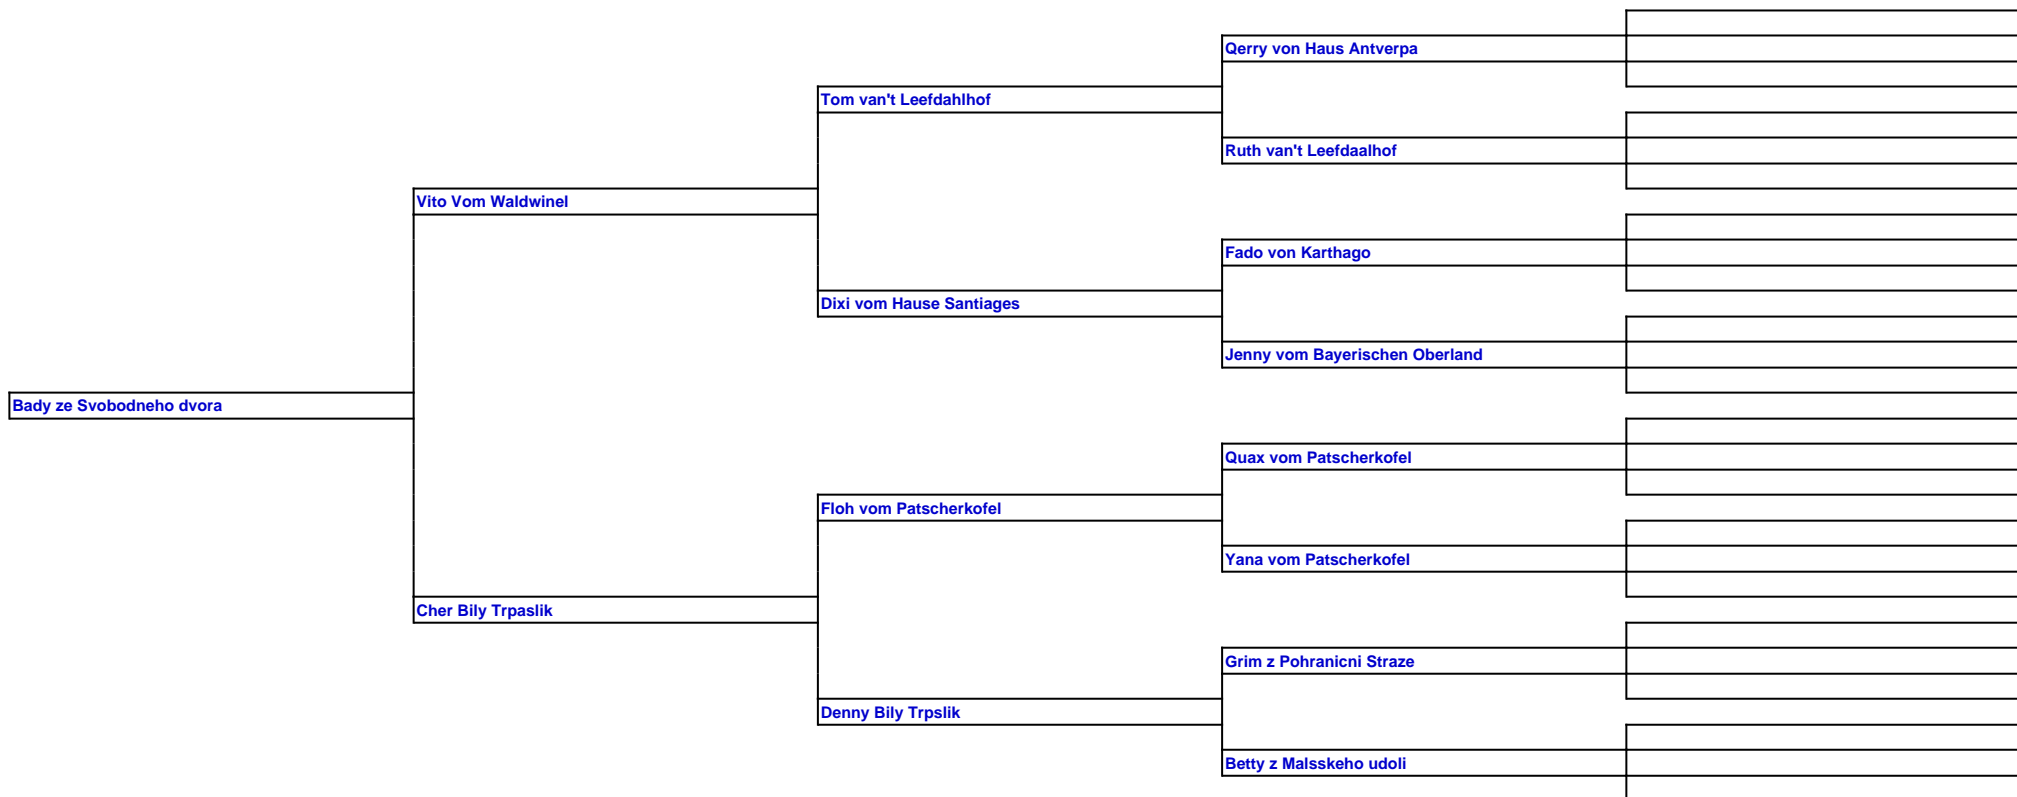 Qerry von Haus Antverpa
Tom van't Leefdahlhof
Ruth van't Leefdaalhof
Vito Vom Waldwinel
Fado von Karthago
Dixi vom Hause Santiages
Jenny vom Bayerischen Oberland
Bady ze Svobodneho dvora
Quax vom Patscherkofel
Floh vom Patscherkofel
Yana vom Patscherkofel
Cher Bily Trpaslik
Grim z Pohranicni Straze
Denny Bily Trpslik
Betty z Malsskeho udoli